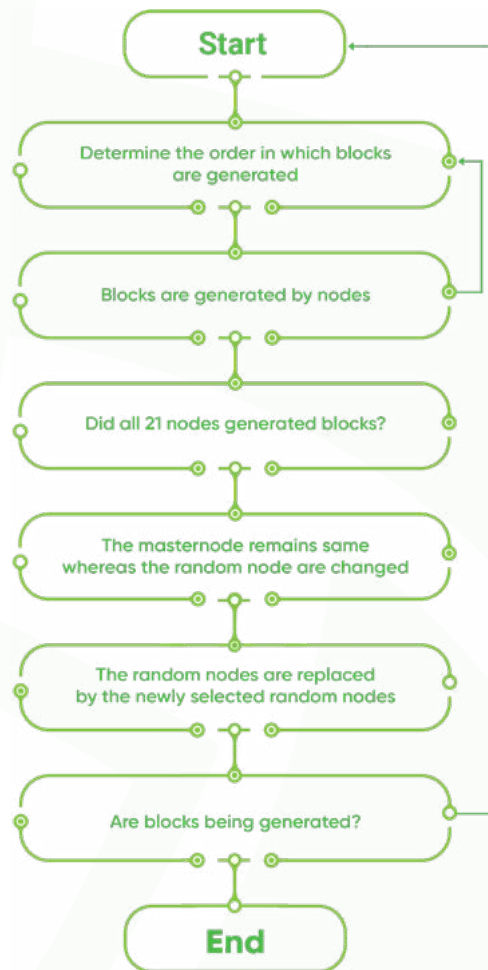 Start
Determine the order in which blocks
are generated
Blocks are generated by nodes
Did all 21 nodes generated blocks?
The masternode remains same
whereas the random node are changed
The random nodes are replaced
by the newly selected random nodes
Are blocks being generated?
End